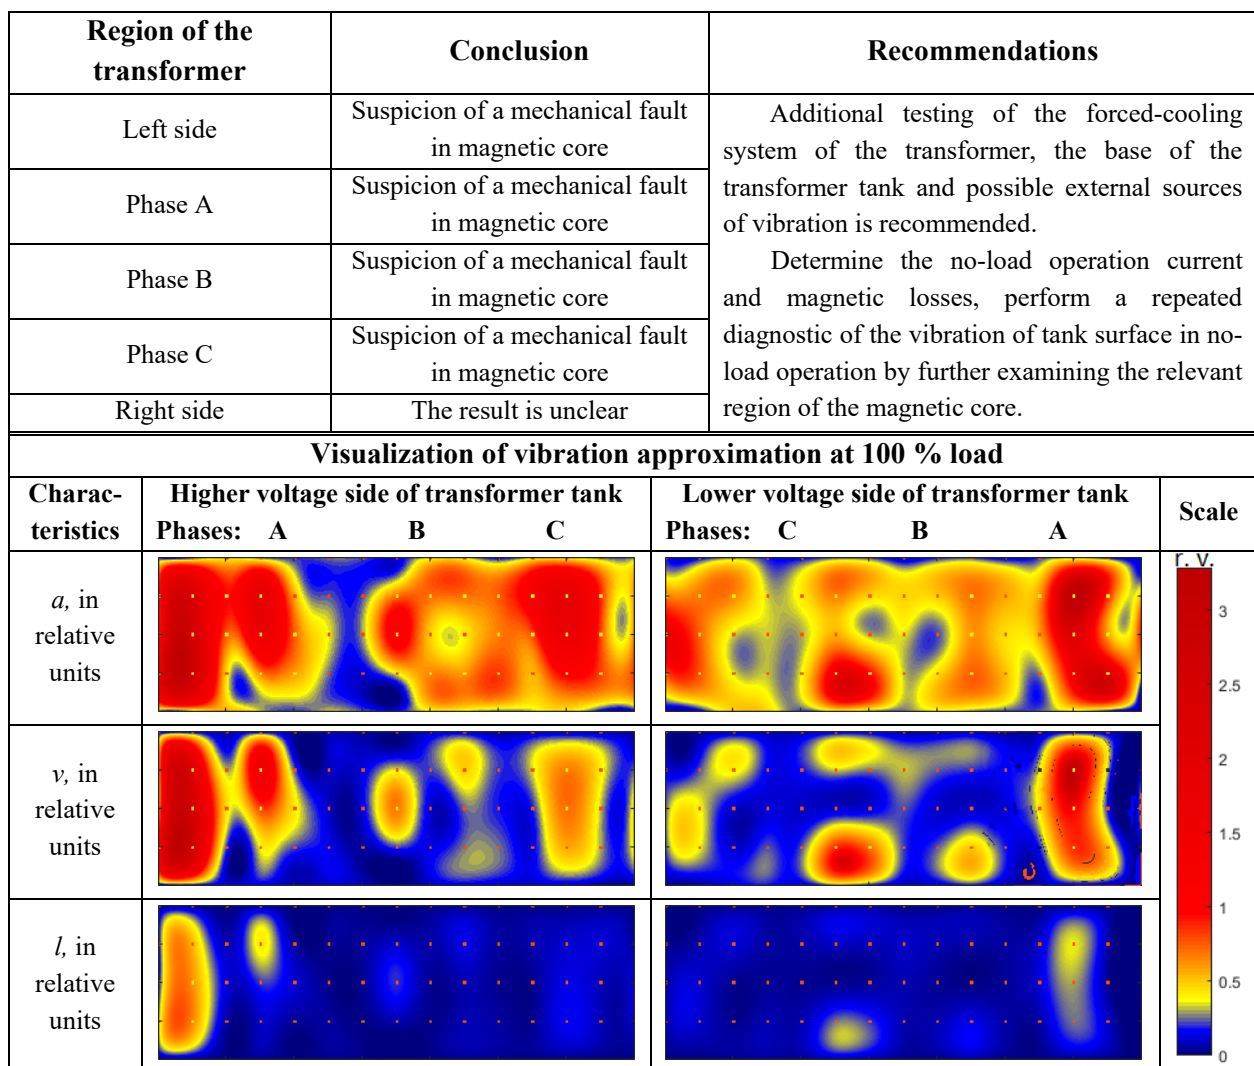 Region of the
transformer
Conclusion
Recommendations
Left side
Suspicion of a mechanical fault
in magnetic core
Phase A
Suspicion of a mechanical fault
in magnetic core
Phase B
Suspicion of a mechanical fault
in magnetic core
Phase C
Suspicion of a mechanical fault
in magnetic core
Right side
The result is unclear
Additional testing of the forced-cooling
system of the transformer, the base of the
transformer tank and possible external sources
of vibration is recommended.
Determine the no-load operation current
and magnetic losses, perform a repeated
diagnostic of the vibration of tank surface in no-
load operation by further examining the relevant
region of the magnetic core.
Visualization of vibration approximation at 100 % load
Charac-
teristics
Higher voltage side of transformer tank
Phases: A B C
Lower voltage side of transformer tank
Phases: C B A
Scale
a, in
relative
units
v, in
relative
units
l, in
relative
units
r. v.
3
2.5
2
1.5
1
0.5
0